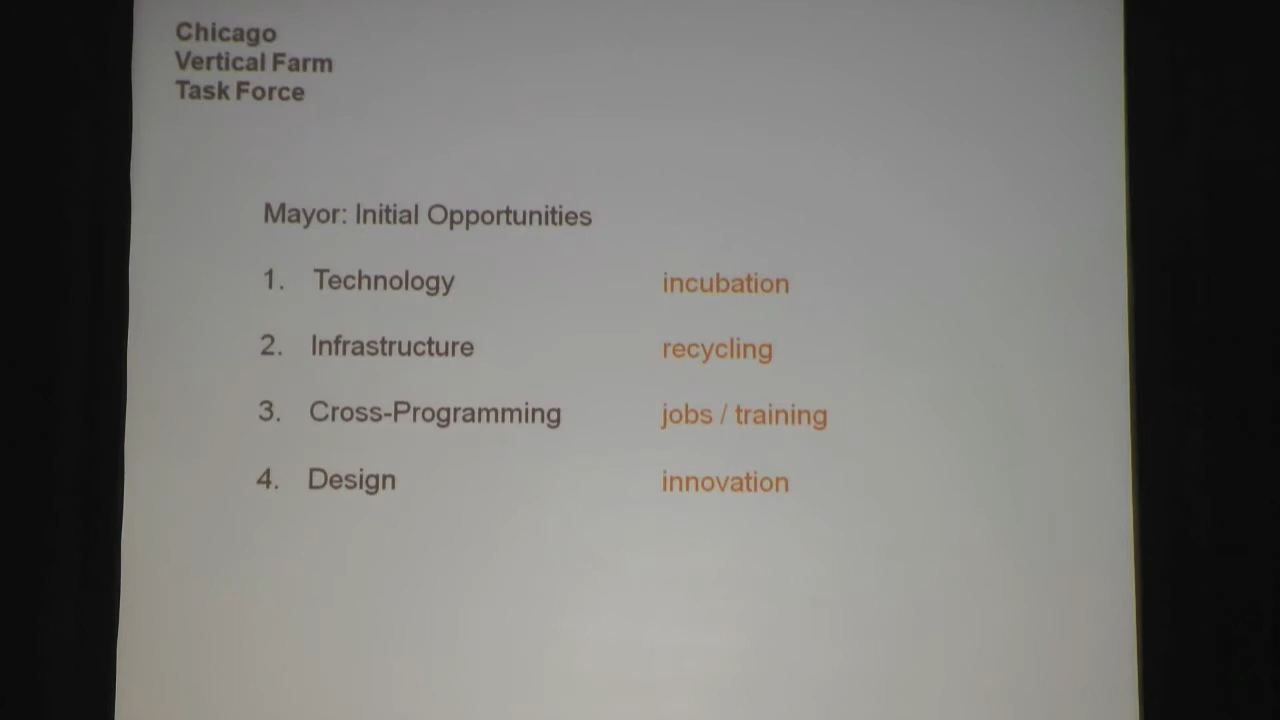 Chicago
Vertical Farm
Task Force
Mayor: Initial Opportunities
1. Technology incubation
2. Infrastructure recycling
3. Cross-Programming jobs / training
4. Design innovation